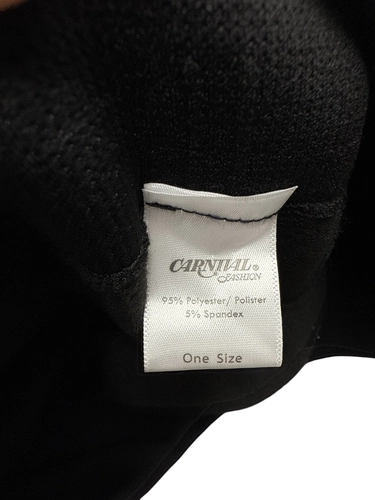 CARNIVAL®
FASHION
95% Polyester/ Polister
5% Spandex
One Size